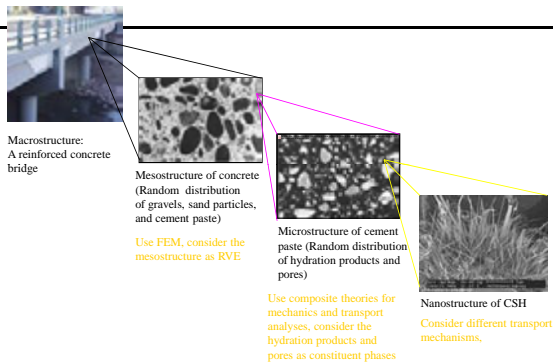 Macrostructure:
A reinforced concrete
bridge
Mesostructure of concrete
(Random distribution
of gravels, sand particles,
and cement paste)
Use FEM, consider the
mesostructure as RVE
Microstructure of cement
paste (Random distribution
of hydration products and
pores)
Use composite theories for
mechanics and transport
analyses, consider the
hydration products and
pores as constituent phases
Nanostructure of CSH
Consider different transport
mechanisms,